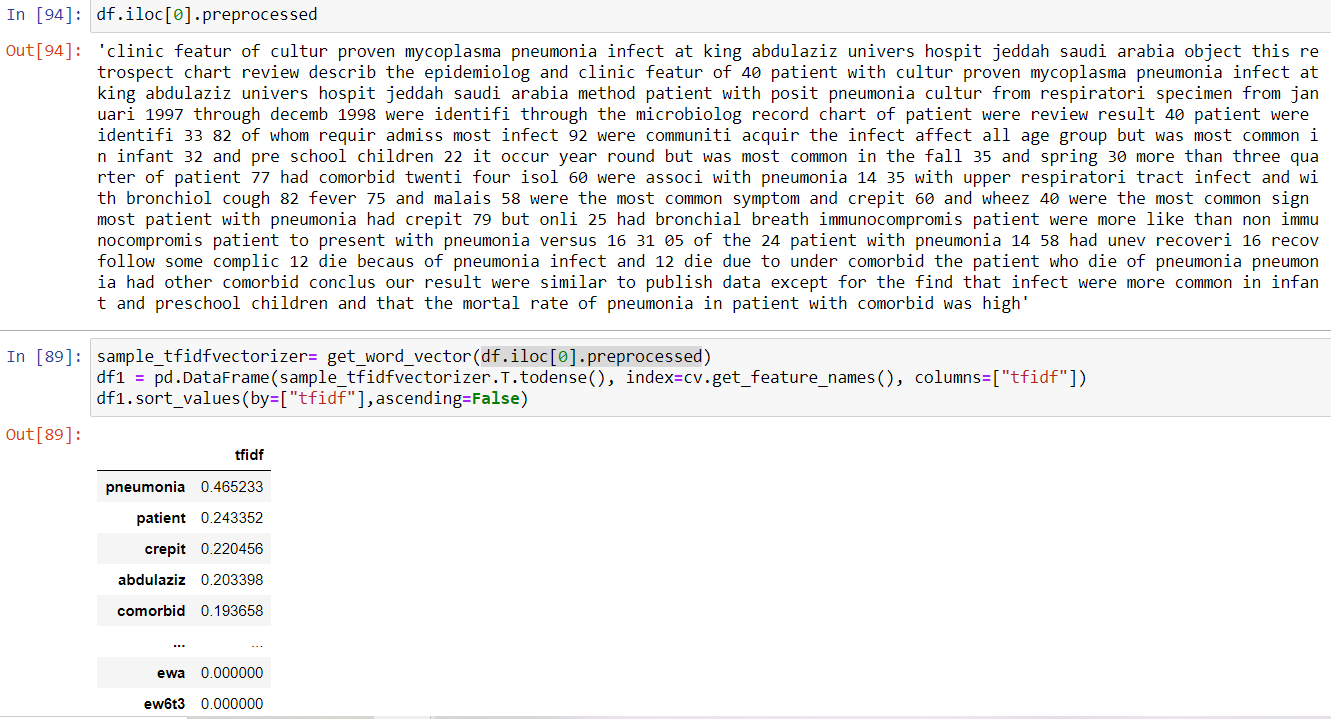 In [94]: df.iloc[0].preprocessed
Out[94]: 'clinic featur of cultur proven mycoplasma pneumonia infect at king abdulaziz univers hospit jeddah saudi arabia object this re
trospect chart review describ the epidemiolog and clinic featur of 40 patient with cultur proven mycoplasma pneumonia infect at
king abdulaziz univers hospit jeddah saudi arabia method patient with posit pneumonia cultur from respiratori specimen from jan
uari 1997 through decemb 1998 were identifi through the microbiolog record chart of patient were review result 40 patient were
identifi 33 82 of whom requir admiss most infect 92 were communiti acquir the infect affect all age group but was most common i
n infant 32 and pre school children 22 it occur year round but was most common in the fall 35 and spring 30 more than three qua
rter of patient 77 had comorbid twenti four isol 60 were associ with pneumonia 14 35 with upper respiratori tract infect and wi
th bronchiol cough 82 fever 75 and malais 58 were the most common symptom and crepit 60 and wheez 40 were the most common sign
most patient with pneumonia had crepit 79 but onli 25 had bronchial breath immunocompromis patient were more like than non immu
nocompromis patient to present with pneumonia versus 16 31 05 of the 24 patient with pneumonia 14 58 had unev recoveri 16 recov
follow some complic 12 die becaus of pneumonia infect and 12 die due to under comorbid the patient who die of pneumonia pneumon
ia had other comorbid conclus our result were similar to publish data except for the find that infect were more common in infan
t and preschool children and that the mortal rate of pneumonia in patient with comorbid was high'
In [89]: sample_tfidfvectorizer= get_word_vector(df.iloc[0].preprocessed)
df1 = pd.DataFrame(sample_tfidfvectorizer.T.todense(), index=cv.get_feature_names(), columns=["tfidf"])
df1.sort_values(by=["tfidf"],ascending=False)
Out[89]:
tfidf
pneumonia 0.465233
patient 0.243352
crepit 0.220456
abdulaziz 0.203398
comorbid 0.193658
... ...
ewa 0.000000
ew6t3 0.000000